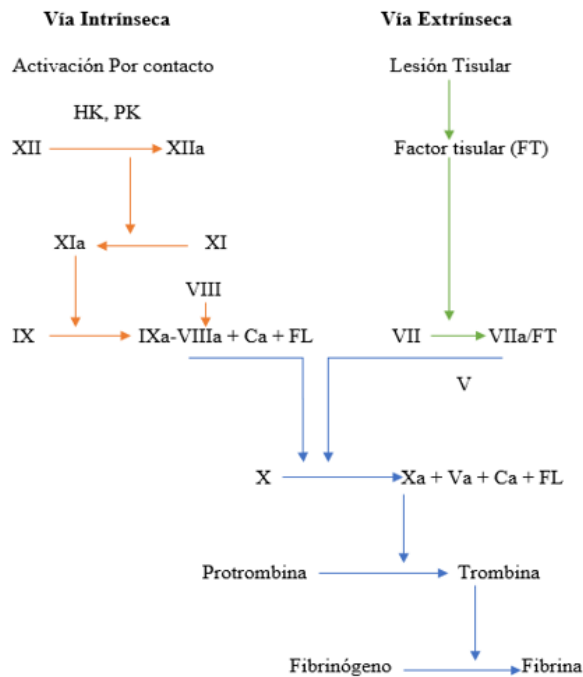 Vía Intrínseca
Vía Extrínseca
Activación Por contacto
Lesión Tisular
HK, PK
XII
XIIa
Factor tisular (FT)
XIa
XI
VIII
IX
IXa-VIIIa + Ca + FL
VII
VIIa/FT
V
X
Xa + Va + Ca + FL
Protrombina
Trombina
Fibrinógeno
Fibrina